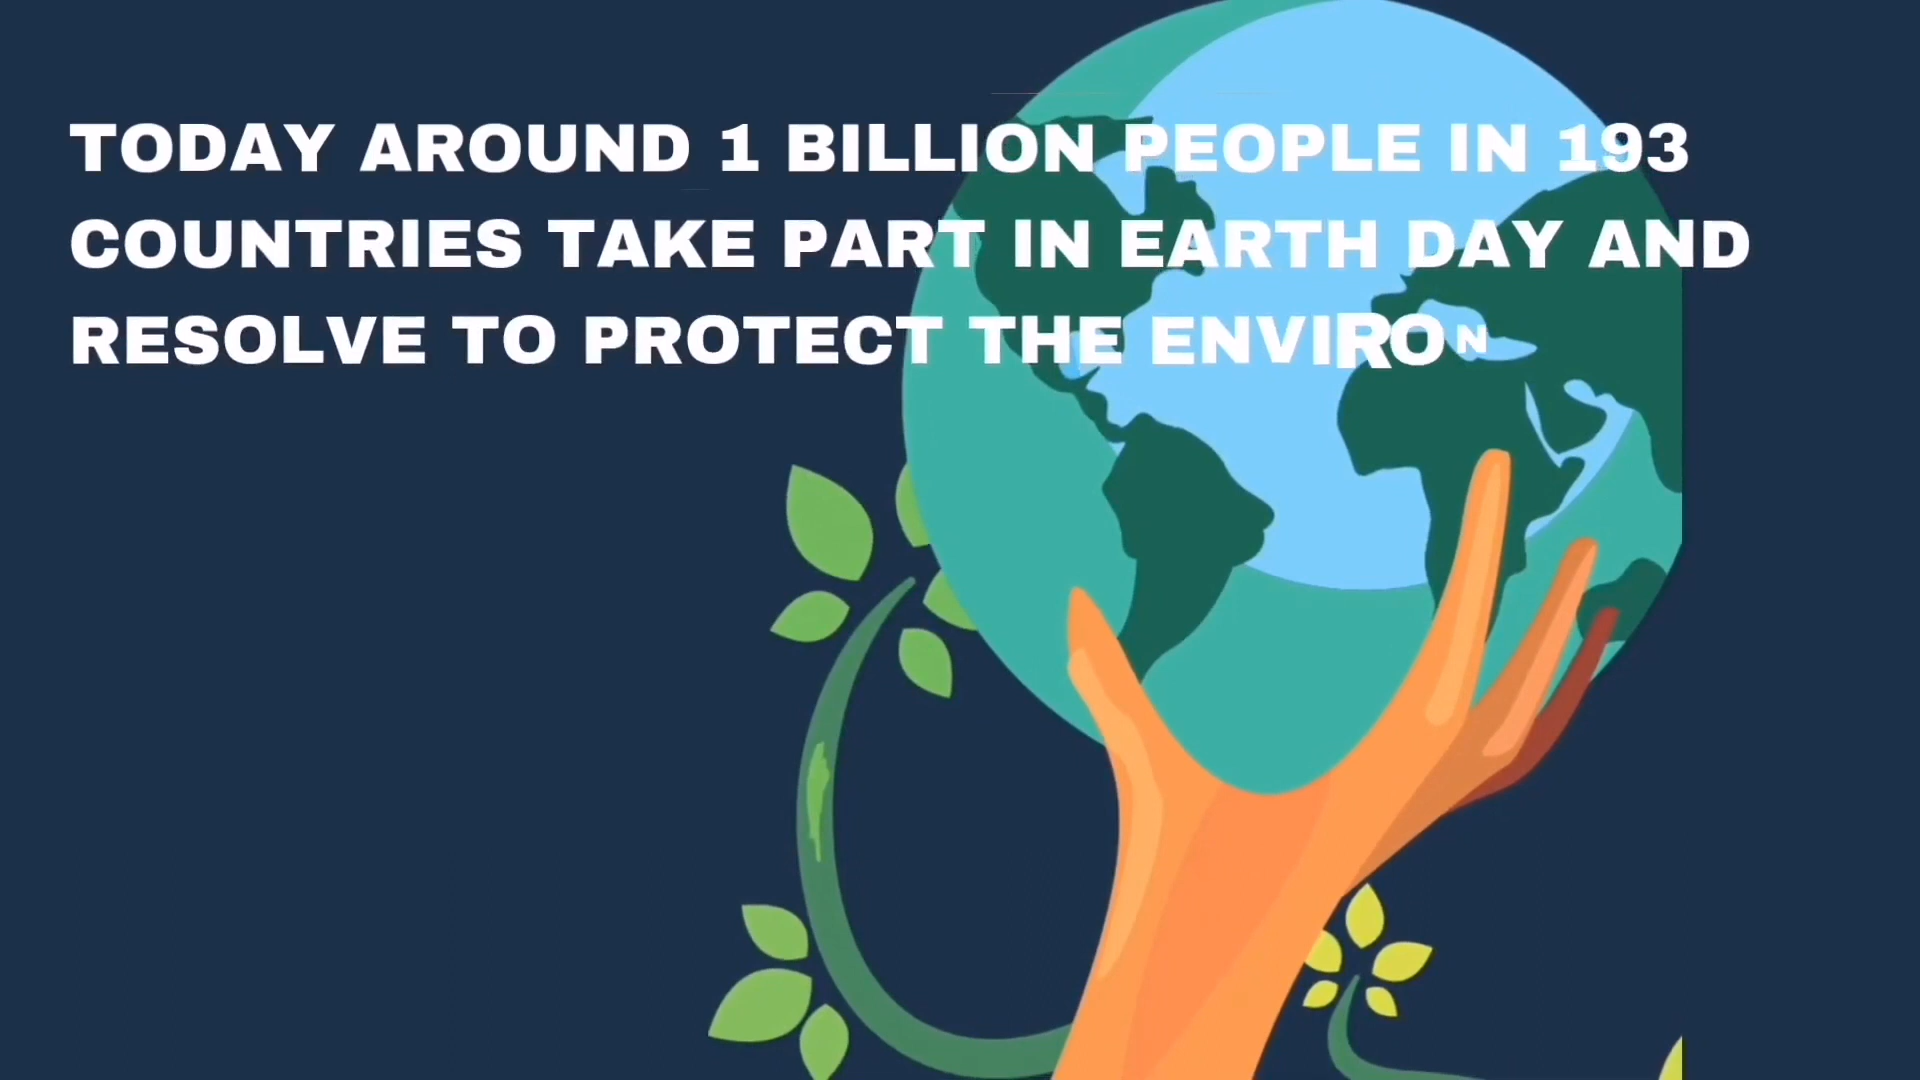 TODAY AROUND 1 BILLION PEOPLE IN 193
COUNTRIES TAKE PART IN EARTH DAY AND
RESOLVE TO PROTECT THE ENVIRON